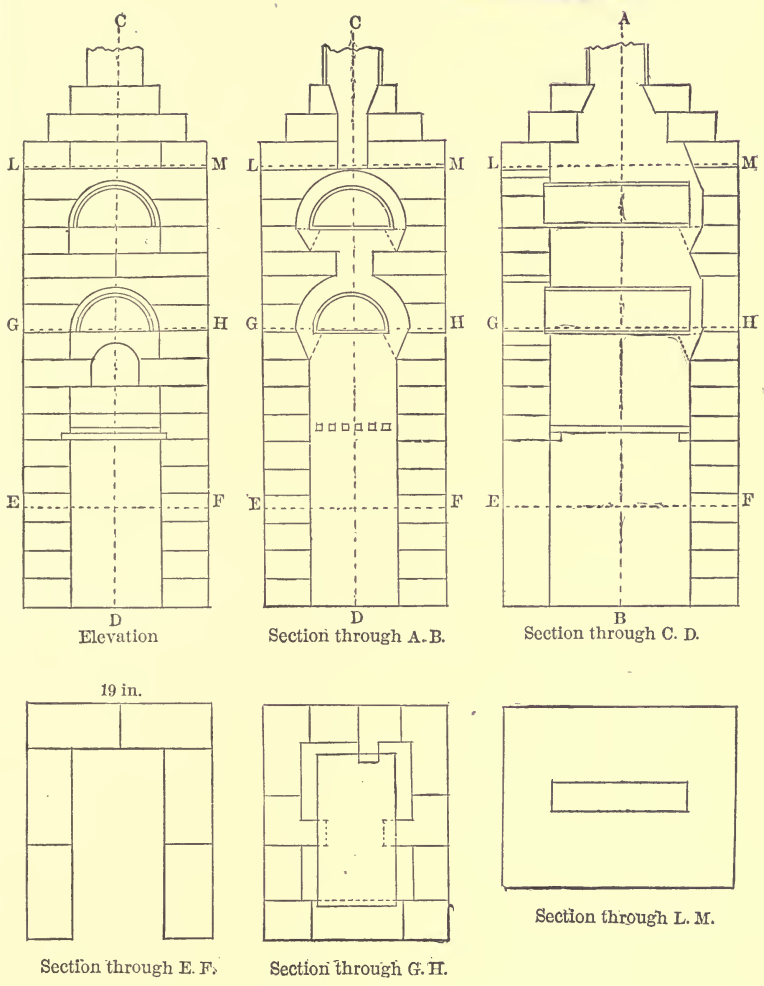 C
C
A
L M
L M
L M
G H
G H
G H
E F
E F
E F
D
D
B
Elevation
Section through A. B.
Section through C. D.
19 in.
Section through E. F.
Section through G. H.
Section through L. M.